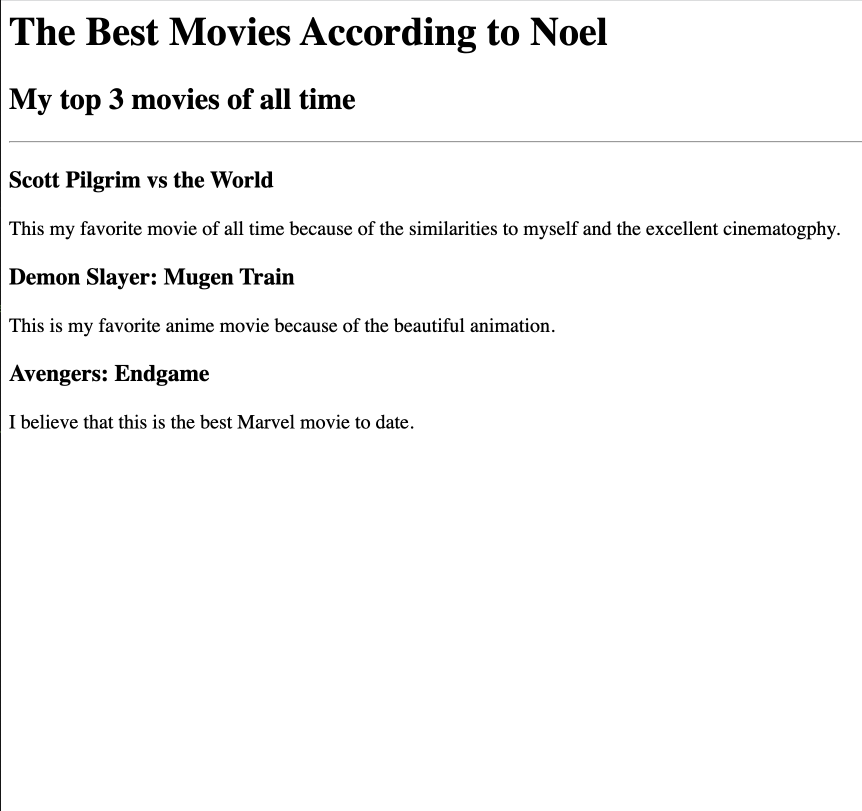 The Best Movies According to Noel
My top 3 movies of all time
Scott Pilgrim vs the World
This my favorite movie of all time because of the similarities to myself and the excellent cinematogphy.
Demon Slayer: Mugen Train
This is my favorite anime movie because of the beautiful animation.
Avengers: Endgame
I believe that this is the best Marvel movie to date.